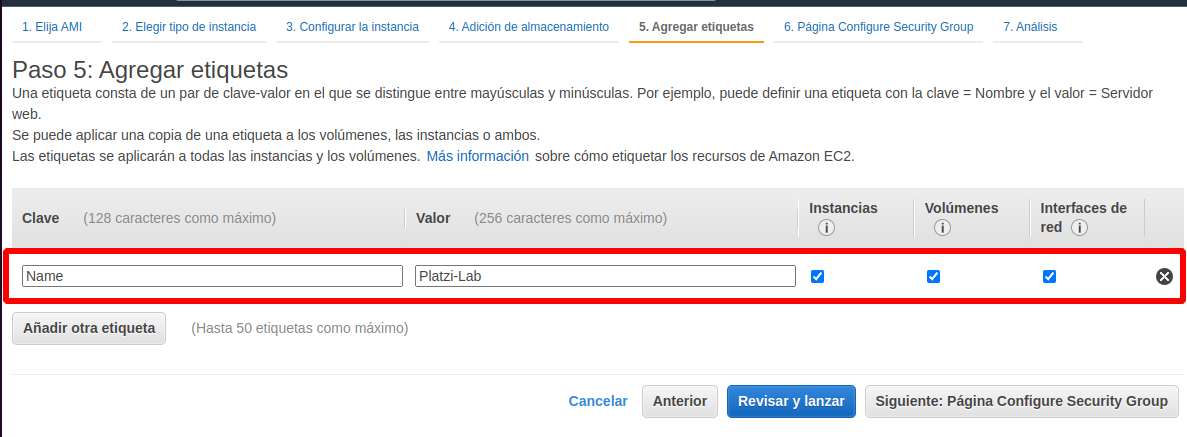 1. Elija AMI 2. Elegir tipo de instancia 3. Configurar la instancia 4. Adición de almacenamiento 5. Agregar etiquetas 6. Página Configure Security Group 7. Análisis
Paso 5: Agregar etiquetas
Una etiqueta consta de un par de clave-valor en el que se distingue entre mayúsculas y minúsculas. Por ejemplo, puede definir una etiqueta con la clave = Nombre y el valor = Servidor
web.
Se puede aplicar una copia de una etiqueta a los volúmenes, las instancias o ambos.
Las etiquetas se aplicarán a todas las instancias y los volúmenes. Más información sobre cómo etiquetar los recursos de Amazon EC2.
Clave (128 caracteres como máximo) Valor (256 caracteres como máximo) Instancias Volúmenes Interfaces de
red
Name Platzi-Lab
Añadir otra etiqueta (Hasta 50 etiquetas como máximo)
Cancelar Anterior Revisar y lanzar Siguiente: Página Configure Security Group